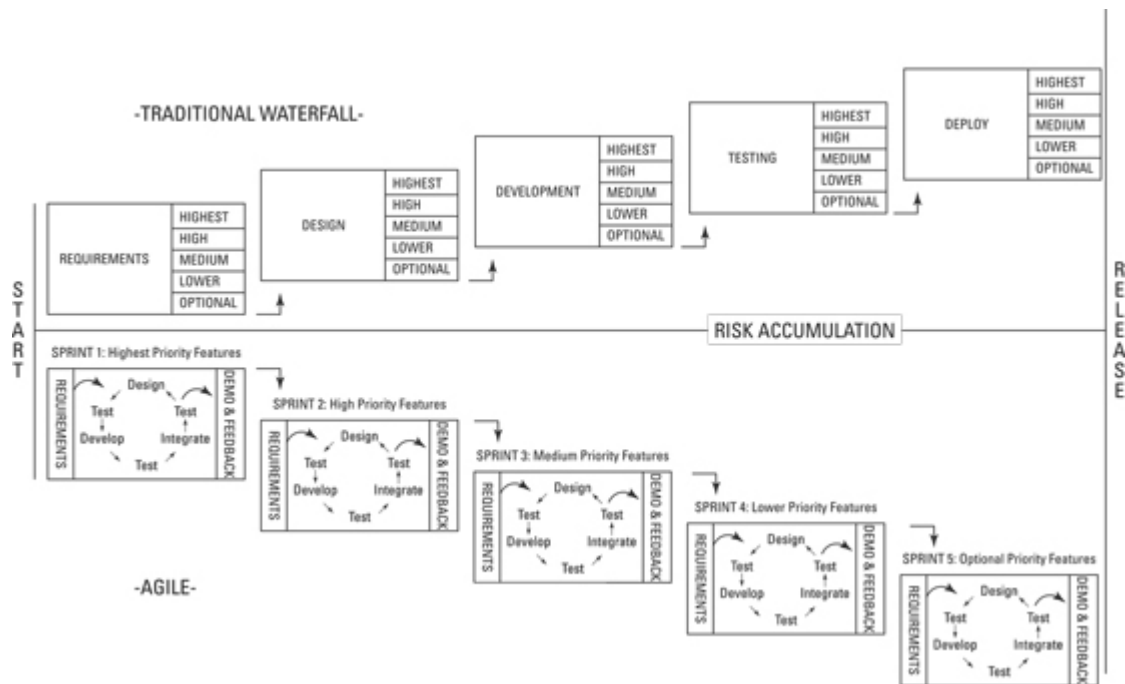 -TRADITIONAL WATERFALL-
REQUIREMENTS
HIGHEST
HIGH
MEDIUM
LOWER
OPTIONAL
DESIGN
HIGHEST
HIGH
MEDIUM
LOWER
OPTIONAL
DEVELOPMENT
HIGHEST
HIGH
MEDIUM
LOWER
OPTIONAL
TESTING
HIGHEST
HIGH
MEDIUM
LOWER
OPTIONAL
DEPLOY
HIGHEST
HIGH
MEDIUM
LOWER
OPTIONAL
START
RISK ACCUMULATION
RELEASE
SPRINT 1: Highest Priority Features
REQUIREMENTS
Design
Test
Test
Develop
Integrate
Test
DEMO & FEEDBACK
SPRINT 2: High Priority Features
REQUIREMENTS
Design
Test
Test
Develop
Integrate
Test
DEMO & FEEDBACK
SPRINT 3: Medium Priority Features
REQUIREMENTS
Design
Test
Test
Develop
Integrate
Test
DEMO & FEEDBACK
SPRINT 4: Lower Priority Features
REQUIREMENTS
Design
Test
Test
Develop
Integrate
Test
DEMO & FEEDBACK
SPRINT 5: Optional Priority Features
REQUIREMENTS
Design
Test
Test
Develop
Integrate
Test
DEMO & FEEDBACK
-AGILE-